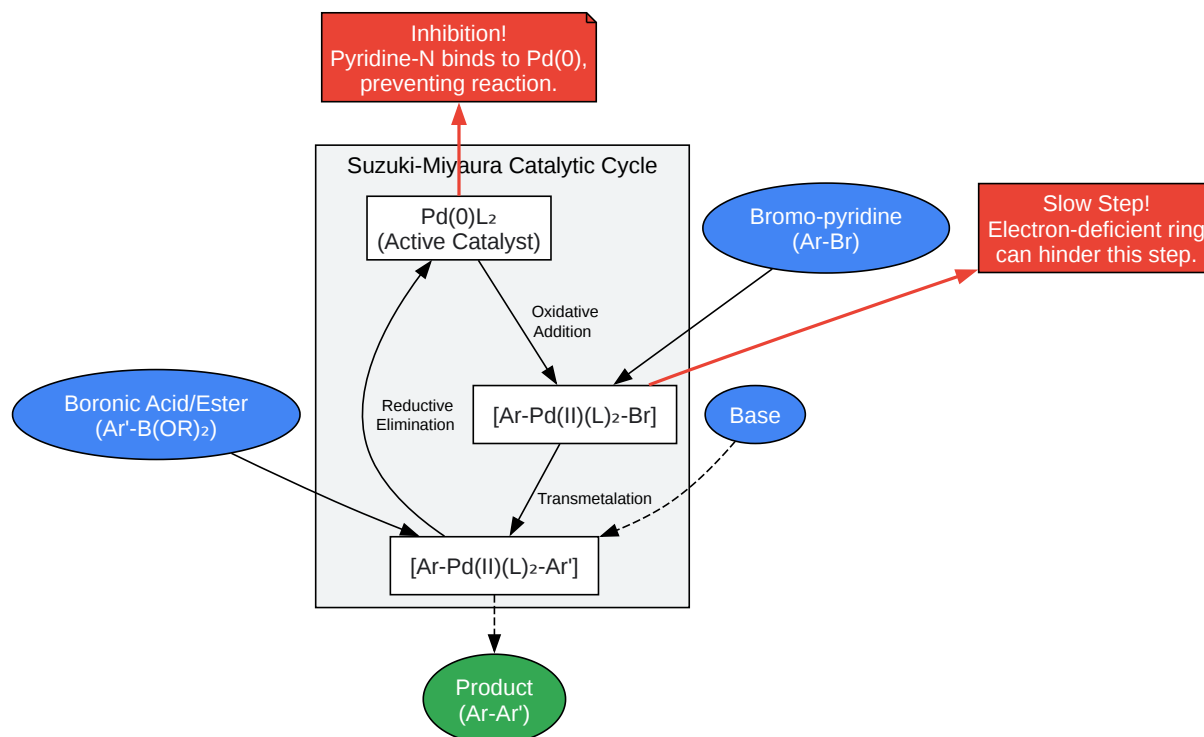 Inhibition!
Pyridine-N binds to Pd(0),
preventing reaction.
Suzuki-Miyaura Catalytic Cycle
Pd(0)L₂
(Active Catalyst)
Bromo-pyridine
(Ar-Br)
Slow Step!
Electron-deficient ring
can hinder this step.
Oxidative
Addition
Boronic Acid/Ester
(Ar'-B(OR)₂)
Reductive
Elimination
[Ar-Pd(II)(L)₂-Br]
Base
Transmetalation
[Ar-Pd(II)(L)₂-Ar']
Product
(Ar-Ar')